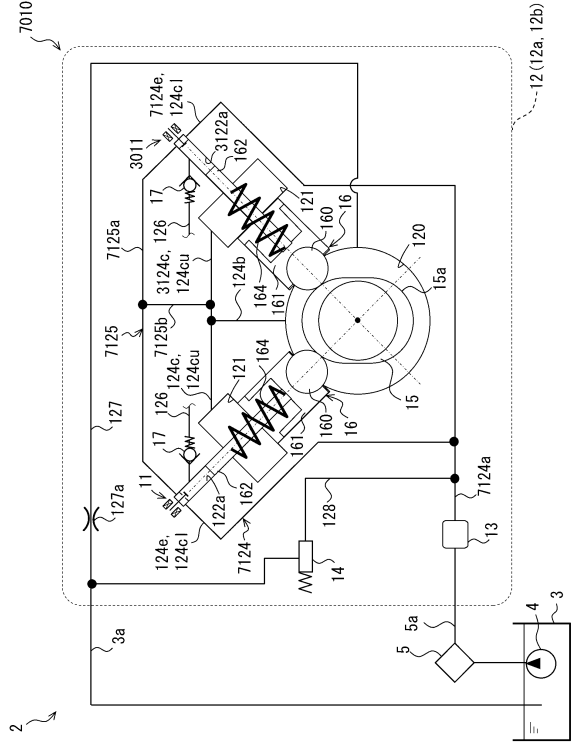 7010
12 (12a, 12b)
7124e,
124cl
3011
3122a
162
17
126
7125a
3124c,
124cu
121
16
160
164
161
124b
120
15a
7125
7125b
124c,
124cu
126
121
164
15
127
17
161
160
16
11
162
122a
127a
124e,
124cl
7124
128
7124a
14
13
3a
5a
5
4
3
2